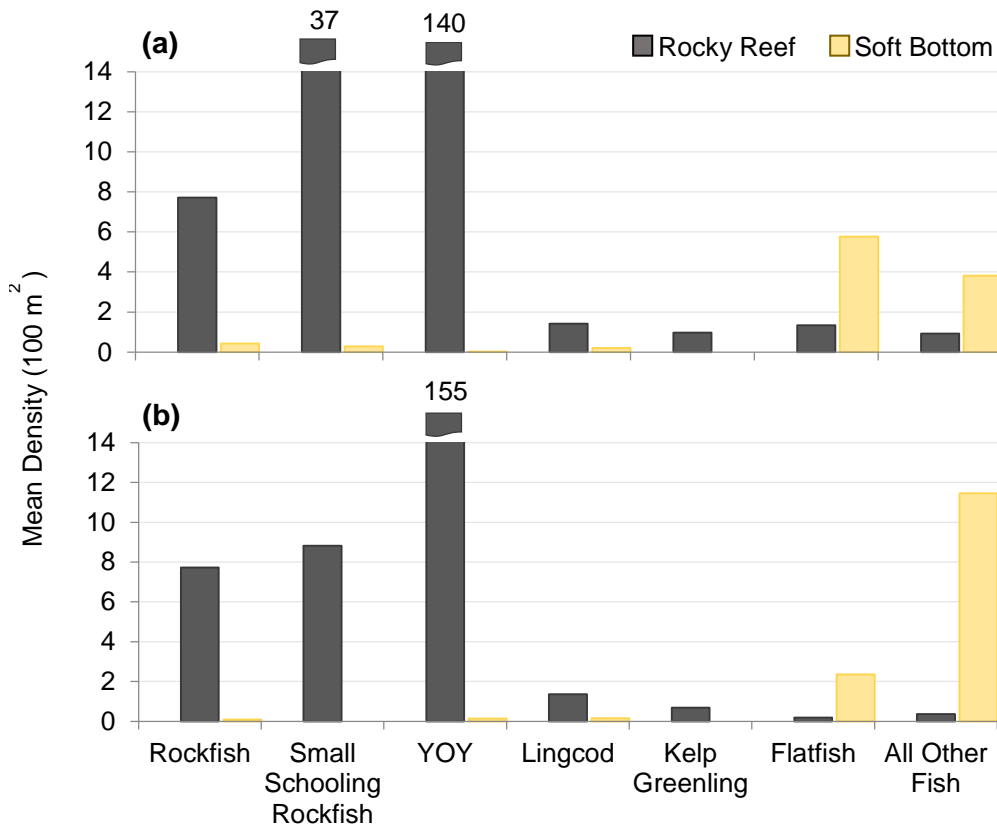 37
140
(a)
Rocky Reef
Soft Bottom
14
12
10
8
6
4
2
0
Mean Density (100 m²)
155
(b)
14
12
10
8
6
4
2
0
Rockfish
Small
Schooling
Rockfish
YOY
Lingcod
Kelp
Greenling
Flatfish
All Other
Fish